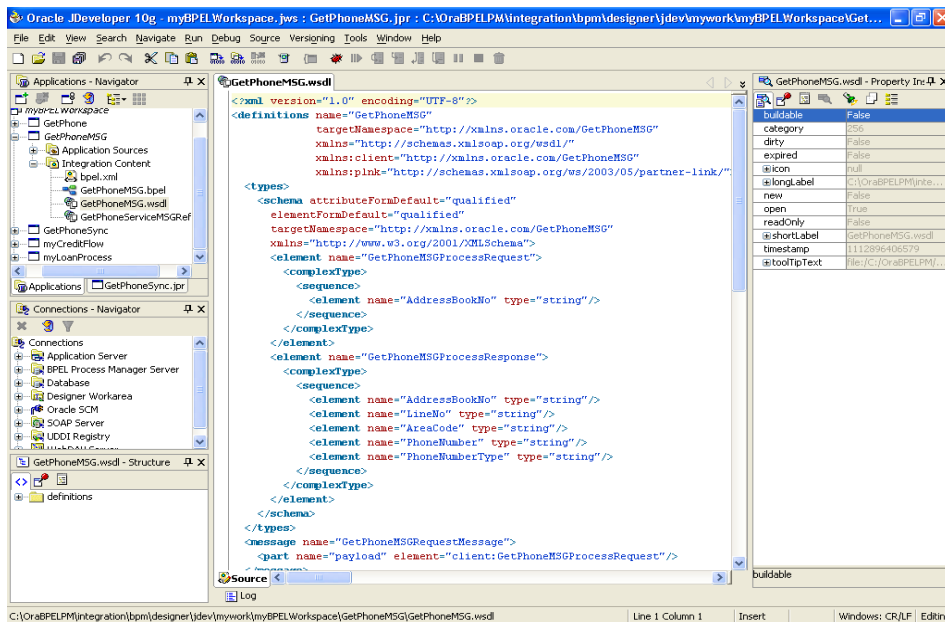 Oracle JDeveloper 10g - myBPELWorkspace.jws : GetPhoneMSG.jpr : C:\OraBPELPM\integration\bpm\designer\jdev\mywork\myBPELWorkspace\Get...
File Edit View Search Navigate Run Debug Source Versioning Tools Window Help
Applications - Navigator
myBPELWorkspace
GetPhone
GetPhoneMSG
Application Sources
Integration Content
bpel.xml
GetPhoneMSG.bpel
GetPhoneMSG.wsdl
GetPhoneServiceMSGRef
GetPhoneSync
myCreditFlow
myLoanProcess
Applications GetPhoneSync.jpr
Connections - Navigator
Connections
Application Server
BPEL Process Manager Server
Database
Designer Workarea
Oracle SCM
SOAP Server
UDDI Registry
WebDAV Server
GetPhoneMSG.wsdl - Structure
definitions
GetPhoneMSG.wsdl
<?xml version="1.0" encoding="UTF-8"?>
<definitions name="GetPhoneMSG"
targetNamespace="http://xmlns.oracle.com/GetPhoneMSG"
xmlns="http://schemas.xmlsoap.org/wsdl/"
xmlns:client="http://xmlns.oracle.com/GetPhoneMSG"
xmlns:plnk="http://schemas.xmlsoap.org/ws/2003/05/partner-link/"
<types>
<schema attributeFormDefault="qualified"
elementFormDefault="qualified"
targetNamespace="http://xmlns.oracle.com/GetPhoneMSG"
xmlns="http://www.w3.org/2001/XMLSchema">
<element name="GetPhoneMSGProcessRequest">
<complexType>
<sequence>
<element name="AddressBookNo" type="string"/>
</sequence>
</complexType>
</element>
<element name="GetPhoneMSGProcessResponse">
<complexType>
<sequence>
<element name="AddressBookNo" type="string"/>
<element name="LineNo" type="string"/>
<element name="AreaCode" type="string"/>
<element name="PhoneNumber" type="string"/>
<element name="PhoneNumberType" type="string"/>
</sequence>
</complexType>
</element>
</schema>
</types>
<message name="GetPhoneMSGRequestMessage">
<part name="payload" element="client:GetPhoneMSGProcessRequest"/>
</message>
Source
Log
GetPhoneMSG.wsdl - Property Ins
buildable False
category 256
dirty False
expired False
icon null
longLabel C:\OraBPELPM\inte...
new False
open True
readOnly False
shortLabel GetPhoneMSG.wsdl
timestamp 1112896406579
toolTipText file:/C:/OraBPELPM/...
buildable
C:\OraBPELPM\integration\bpm\designer\jdev\mywork\myBPELWorkspace\GetPhoneMSG\GetPhoneMSG.wsdl Line 1 Column 1 Insert Windows: CR/LF Editin